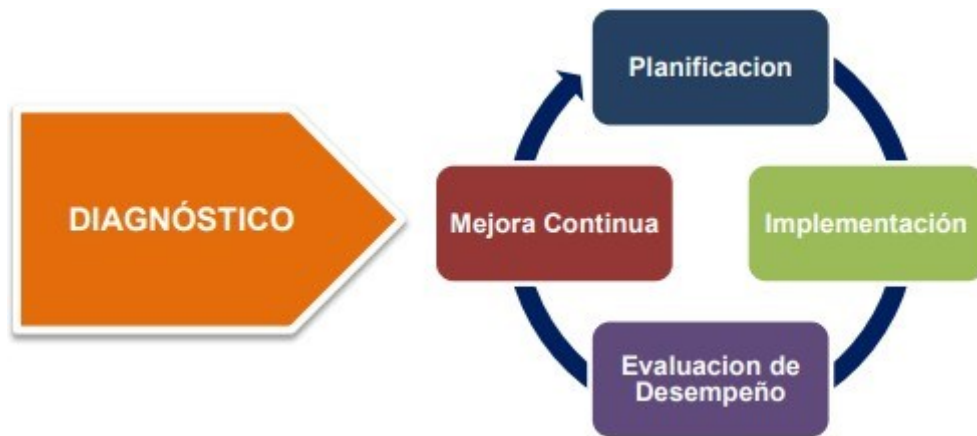 DIAGNÓSTICO
Planificacion
Implementación
Evaluacion de
Desempeño
Mejora Continua